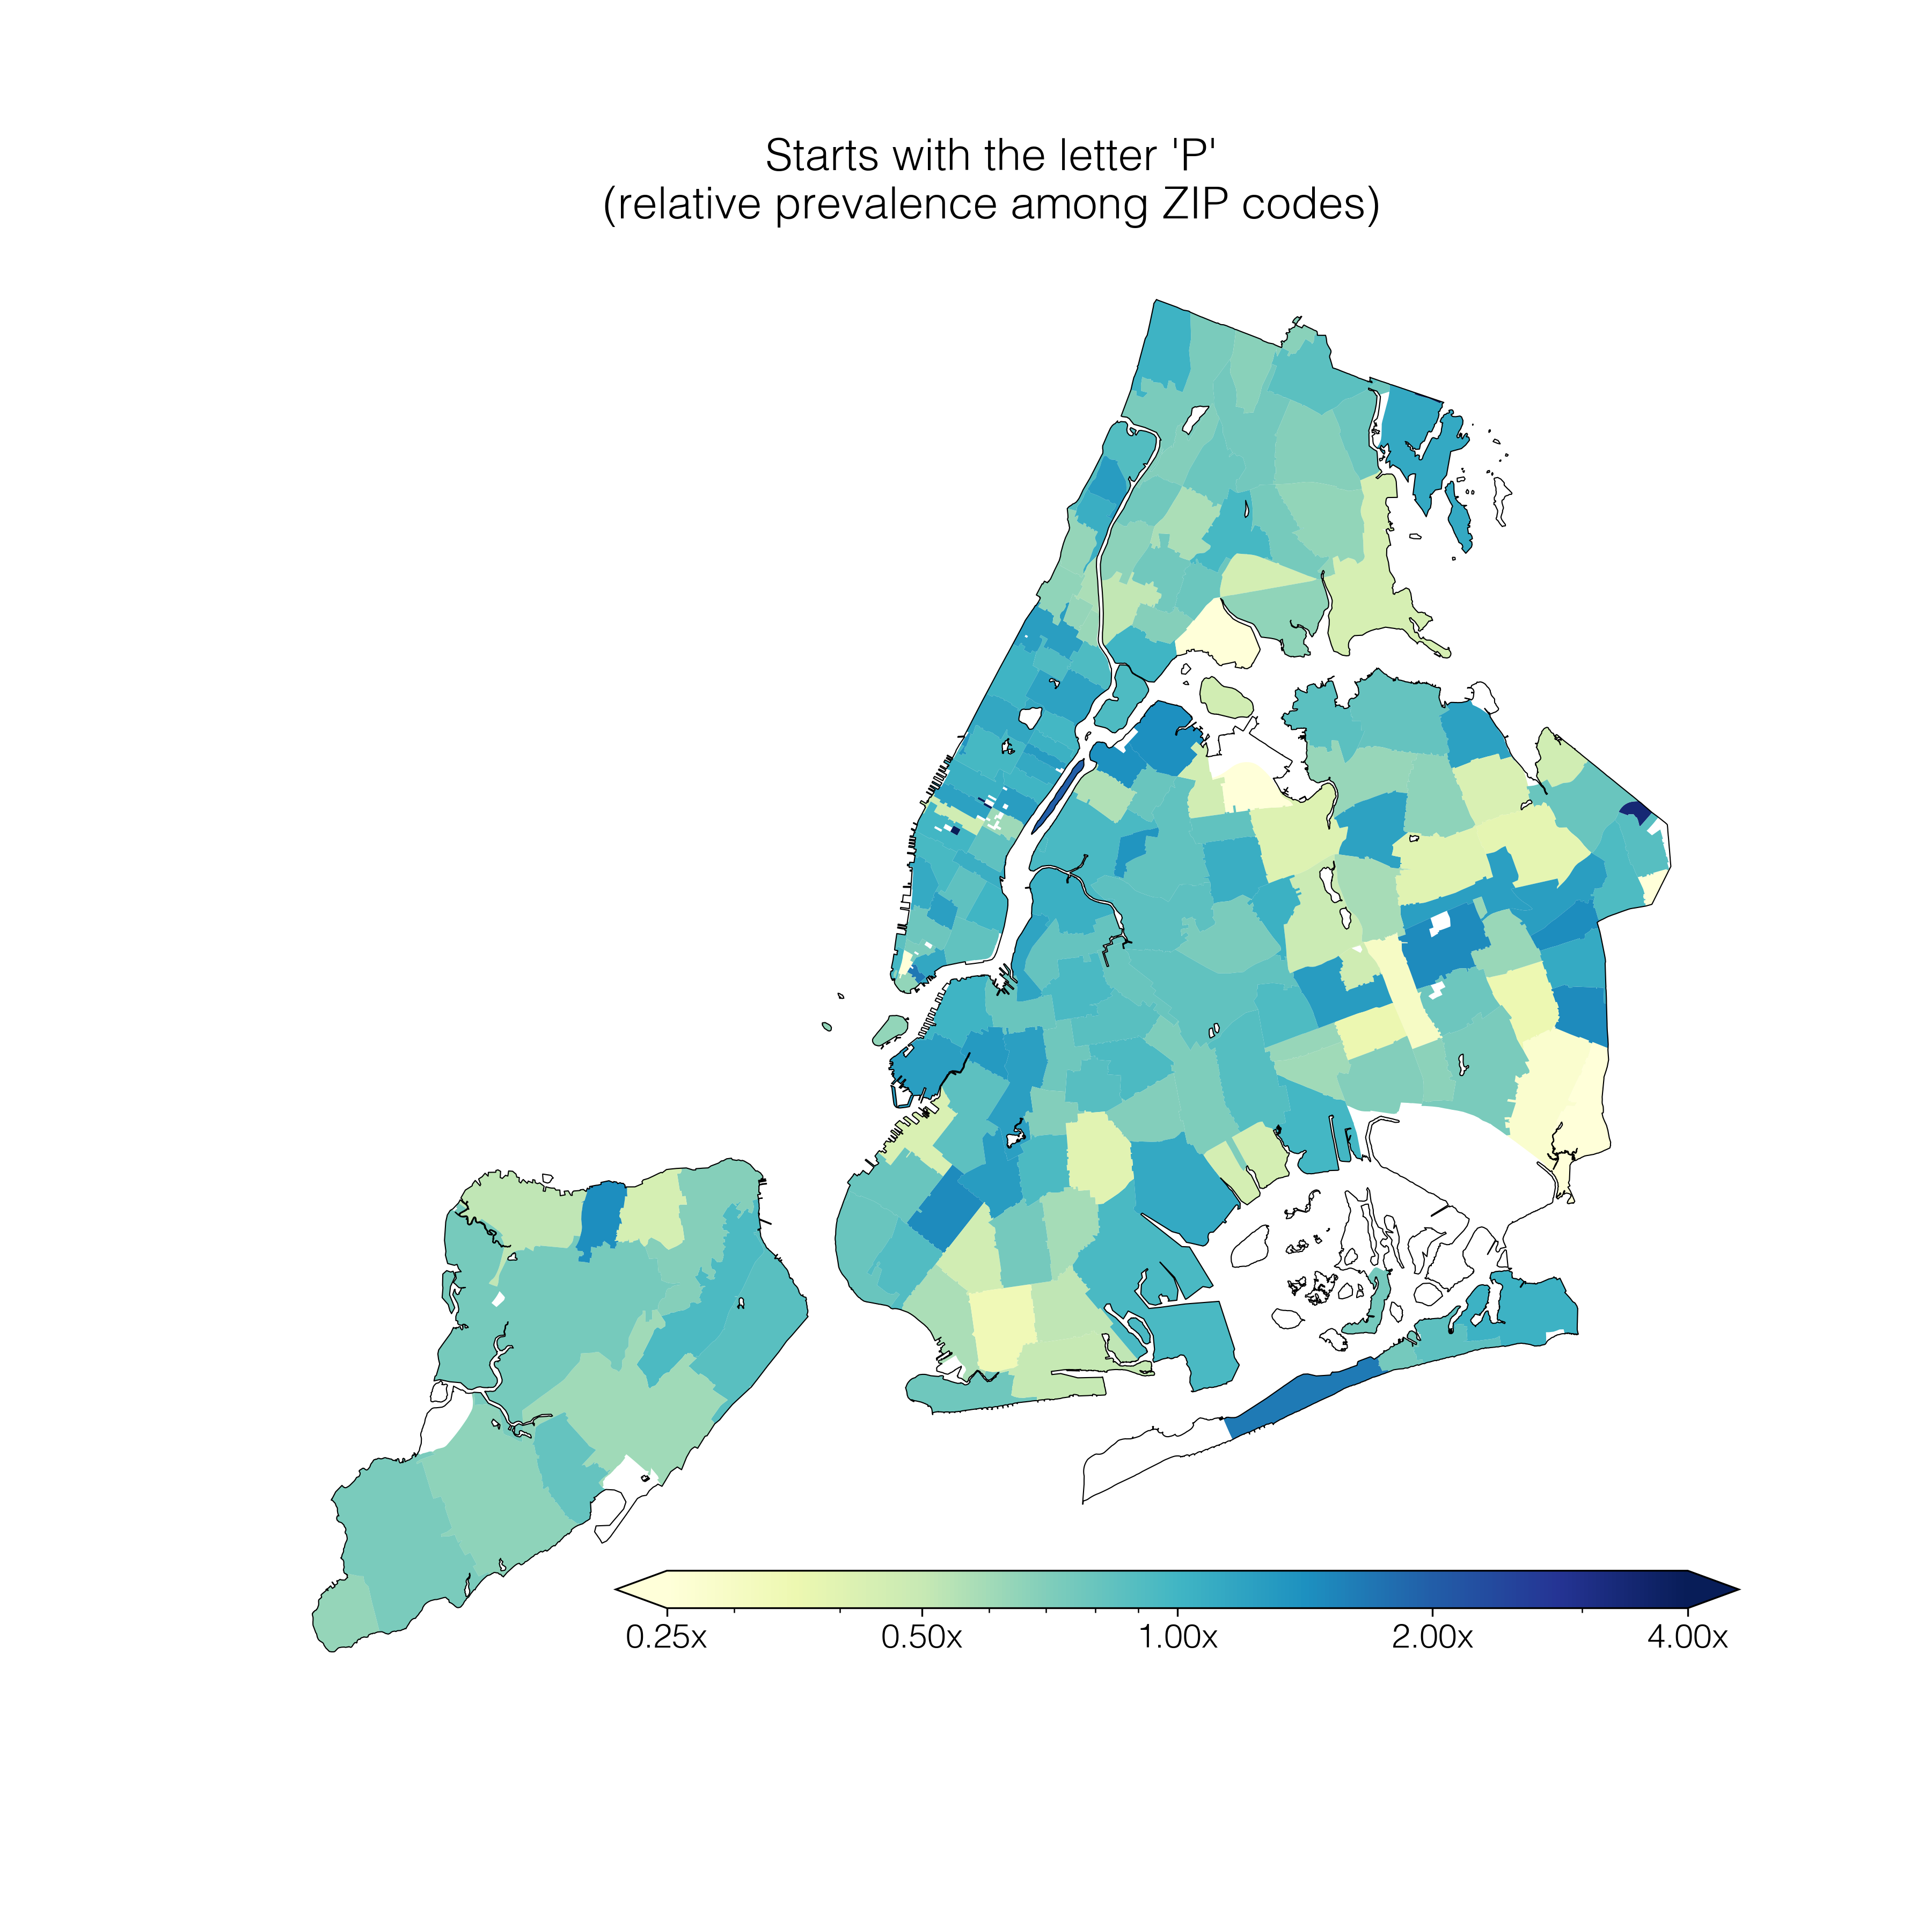 Starts with the letter 'P'
(relative prevalence among ZIP codes)
0.25x 0.50x 1.00x 2.00x 4.00x